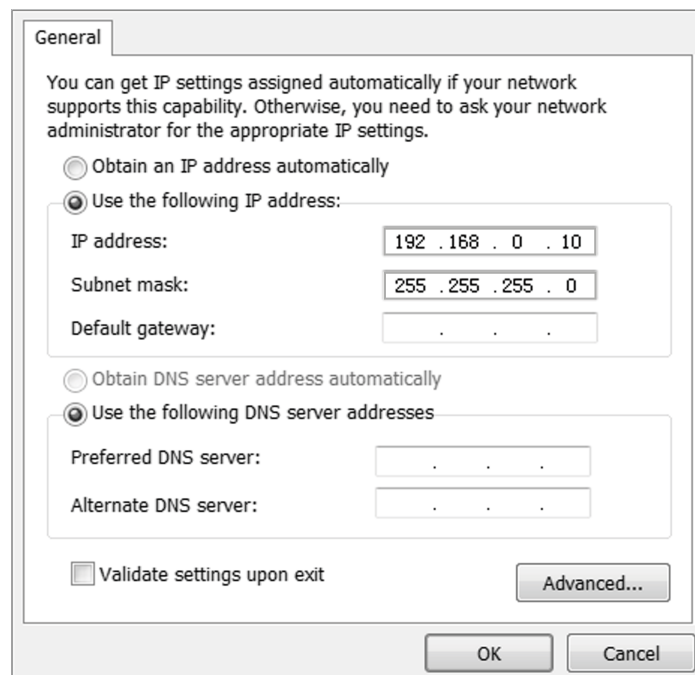 General
You can get IP settings assigned automatically if your network
supports this capability. Otherwise, you need to ask your network
administrator for the appropriate IP settings.
Obtain an IP address automatically
Use the following IP address:
IP address: 192 . 168 . 0 . 10
Subnet mask: 255 . 255 . 255 . 0
Default gateway: . . .
Obtain DNS server address automatically
Use the following DNS server addresses
Preferred DNS server: . . .
Alternate DNS server: . . .
Validate settings upon exit
Advanced...
OK Cancel